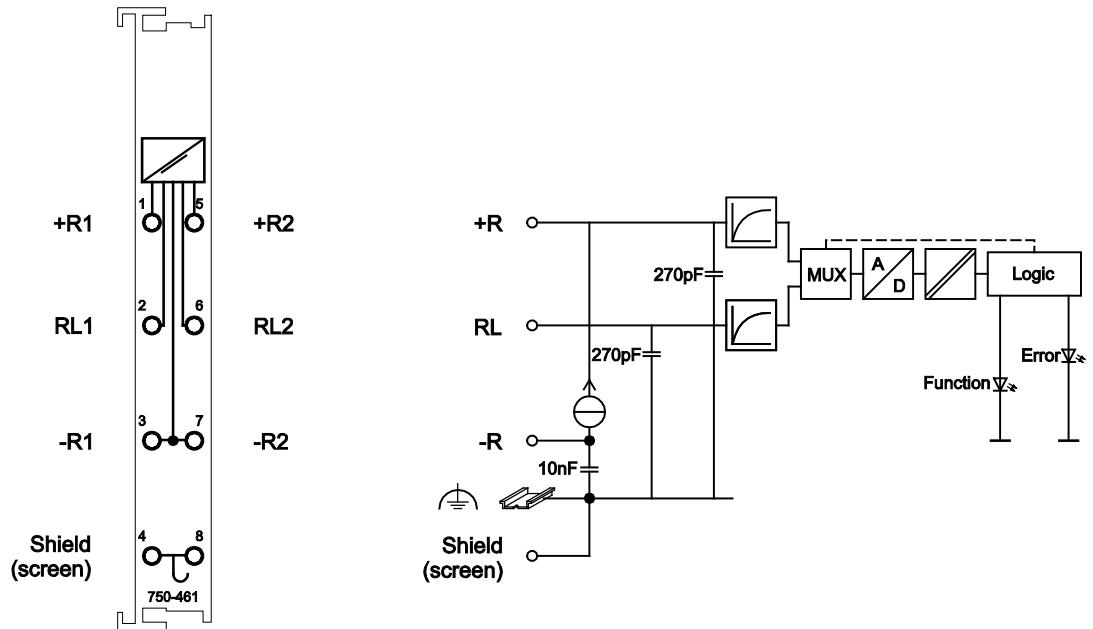 1
5
+R1
+R2
2
6
RL1
RL2
3
7
-R1
-R2
4
8
Shield
(screen)
750-461
+R
270pF
MUX
A
D
Logic
RL
270pF
Function
Error
-R
10nF
Shield
(screen)